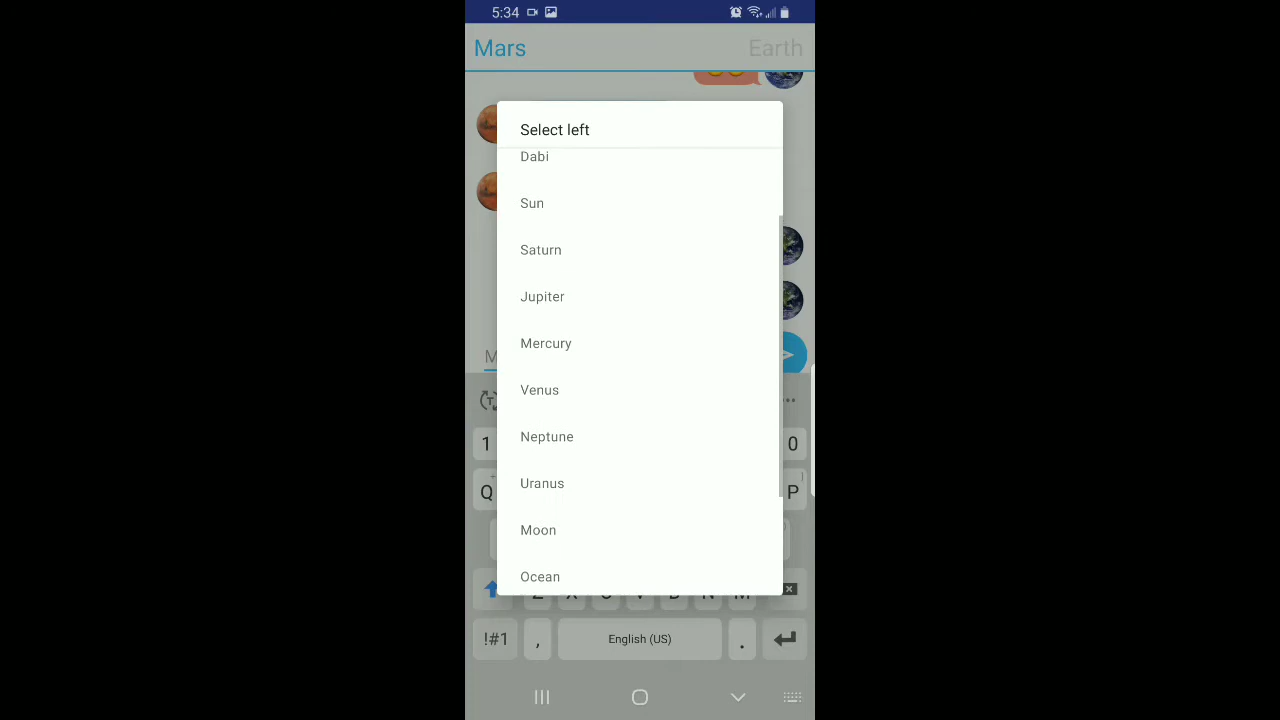 5:34
Mars Earth
Select left
Dabi
Sun
Saturn
Jupiter
Mercury
Venus
Neptune
Uranus
Moon
Ocean
M
1 0
Q P
!#1 , English (US) .